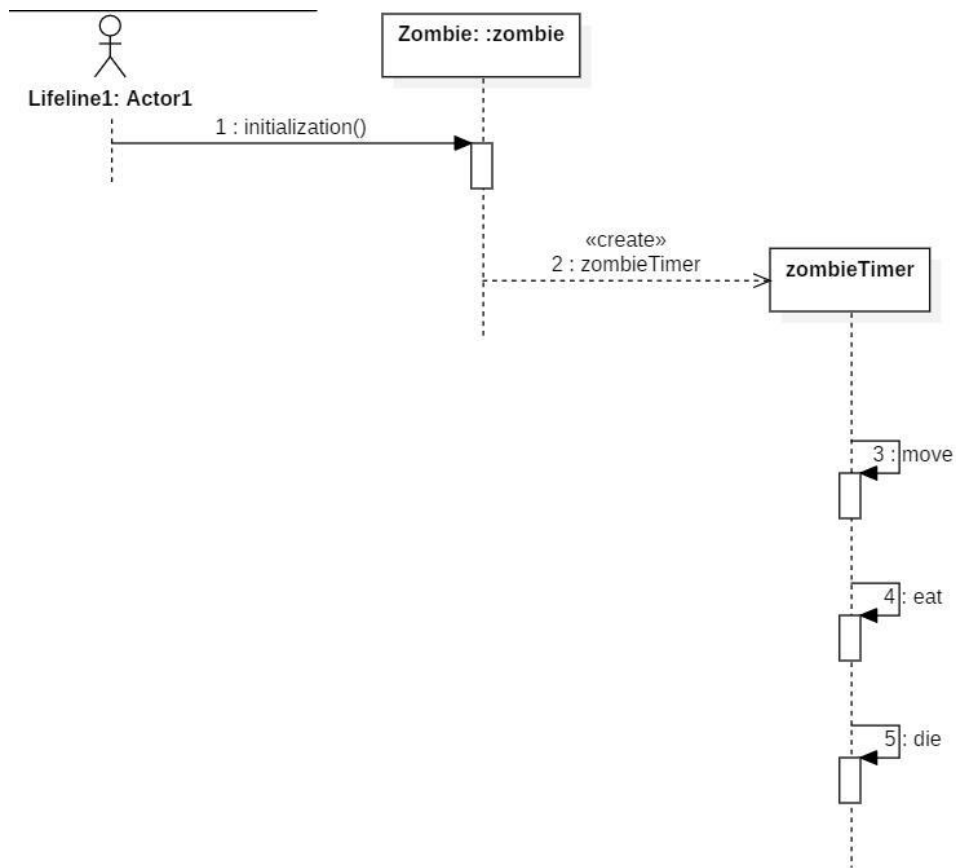 Zombie: :zombie
Lifeline1: Actor1
1 : initialization()
«create»
2 : zombieTimer
zombieTimer
3 : move
4 : eat
5 : die